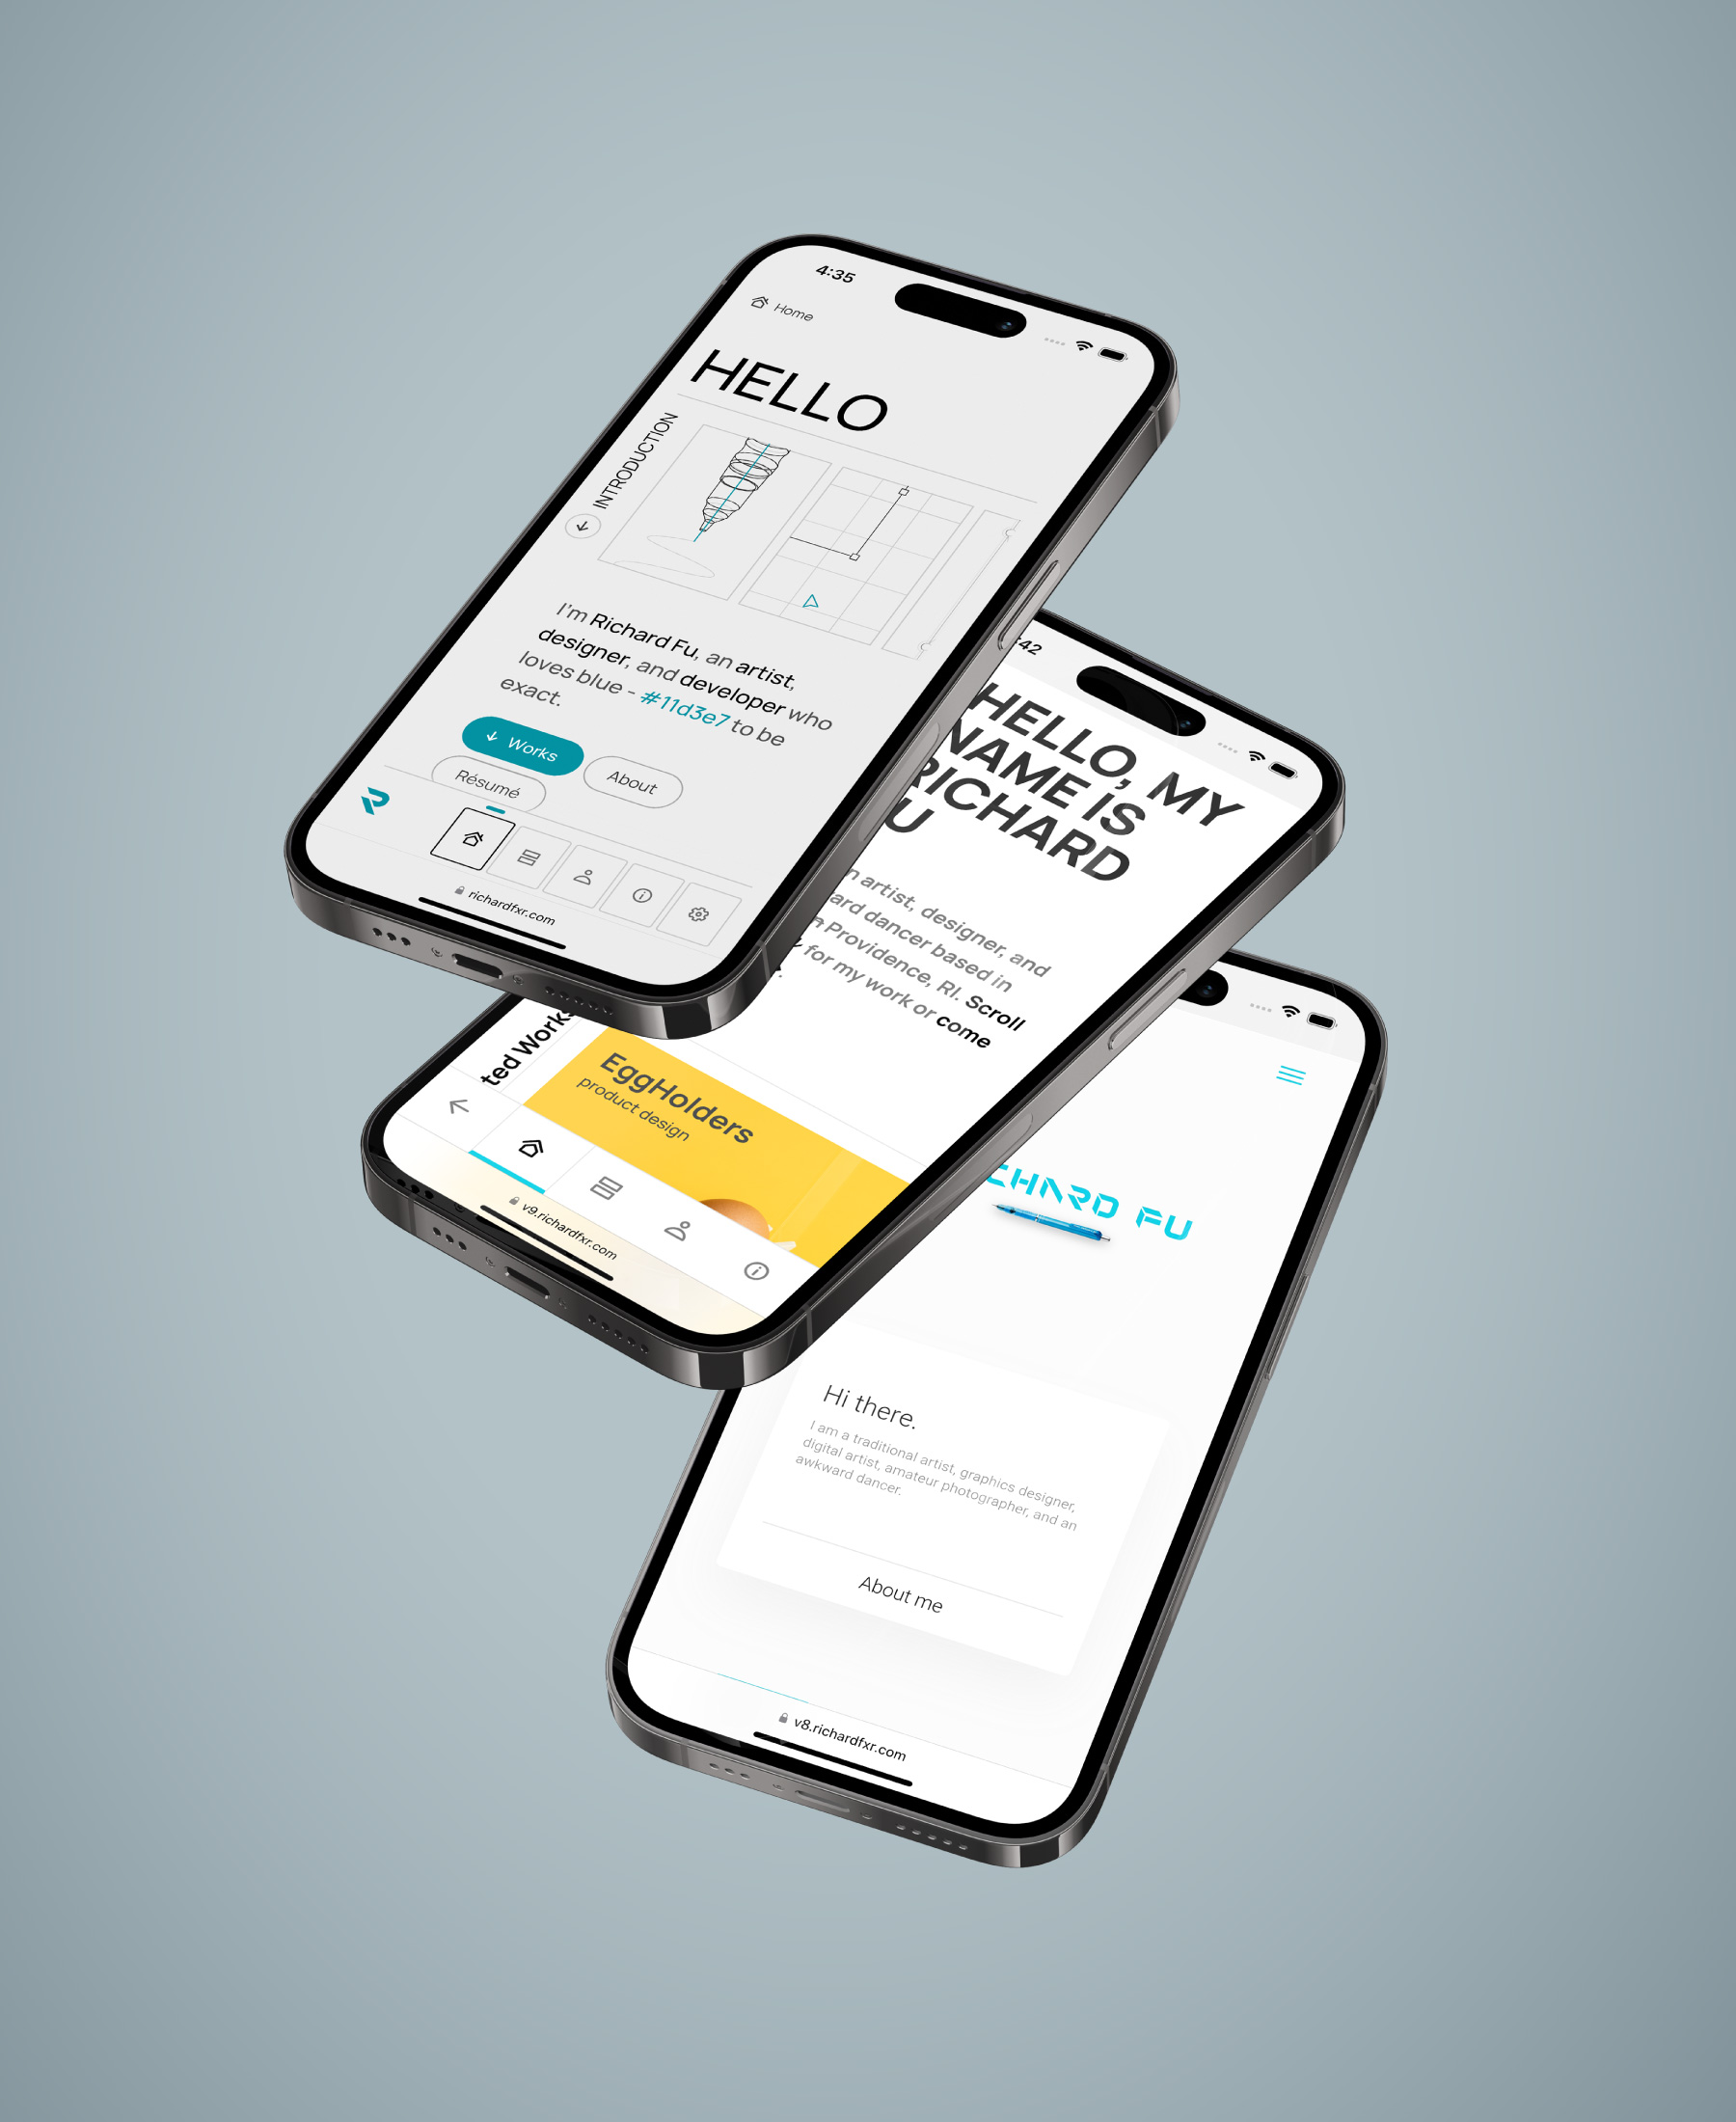 4:35
Home
HELLO
INTRODUCTION
I'm Richard Fu, an artist,
designer, and developer who
loves blue - #11d3e7 to be
exact.
Works
About
Résumé
richardfxr.com
:42
HELLO, MY
NAME IS
RICHARD
U
n artist, designer, and
ard dancer based in
Providence, RI. Scroll
for my work or come
ted Works
EggHolders
product design
v9.richardfxr.com
CHARD FU
Hi there.
I am a traditional artist, graphics designer,
digital artist, amateur photographer, and an
awkward dancer.
About me
v8.richardfxr.com